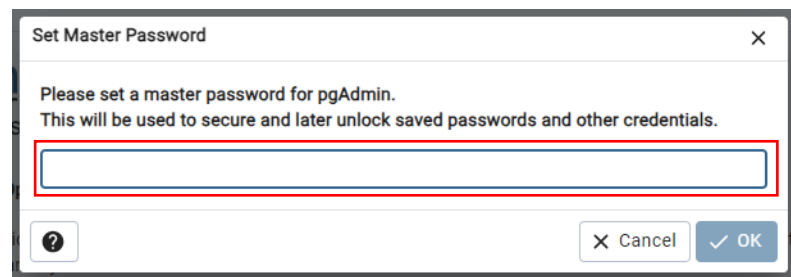 Set Master Password
Please set a master password for pgAdmin.
This will be used to secure and later unlock saved passwords and other credentials.
Cancel
OK